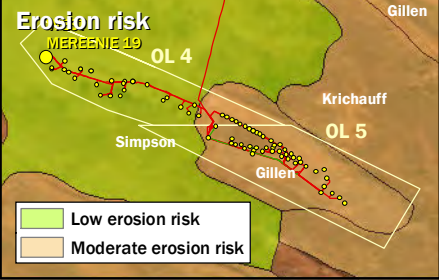 Erosion risk
Gillen
MEREENIE 19
OL 4
Krichauff
OL 5
Simpson
Gillen
Low erosion risk
Moderate erosion risk